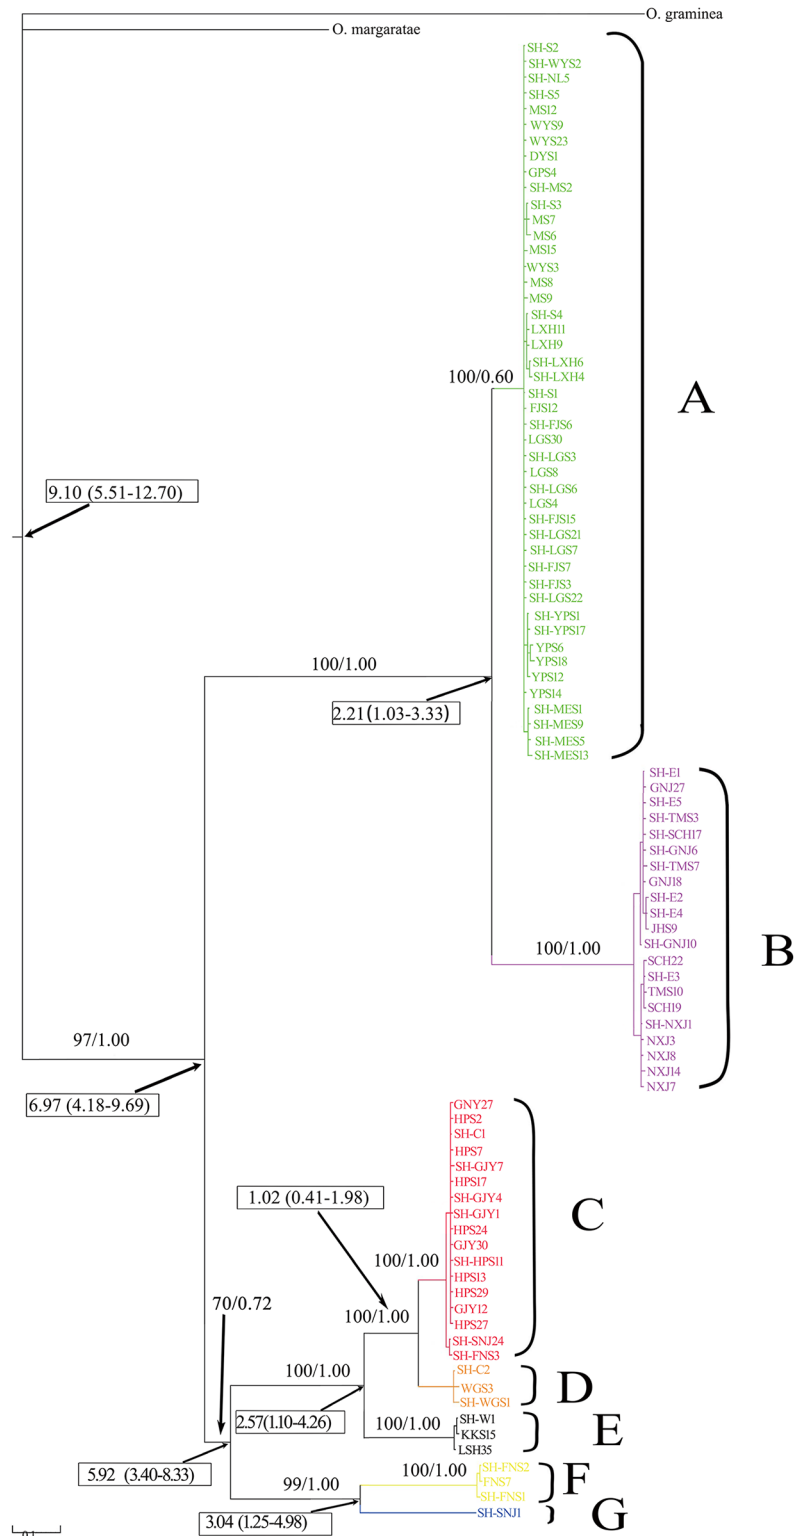 O. graminea
O. margaratae
SH-S2
SH-WYS2
SH-NL5
SH-S5
MS12
WYS9
WYS23
DYS1
GPS4
SH-MS2
SH-S3
MS7
MS6
MS15
WYS3
MS8
MS9
SH-S4
LXH11
LXH9
SH-LXH6
100/0.60
SH-LXH4
SH-S1
A
FJS12
SH-FJS6
LGS30
SH-LGS3
LGS8
SH-LGS6
9.10 (5.51-12.70)
LGS4
SH-FJS15
SH-LGS21
SH-LGS7
SH-FJS7
SH-FJS3
SH-LGS22
SH-YPS1
SH-YPS17
YPS6
100/1.00
YPS18
YPS12
YPS14
SH-MES1
2.21(1.03-3.33)
SH-MES9
SH-MES5
SH-MES13
SH-E1
GNJ27
SH-E5
SH-TMS3
SH-SCH17
SH-GNJ6
SH-TMS7
GNJ18
SH-E2
SH-E4
JHS9
100/1.00
SH-GNJ10
B
SCH22
SH-E3
TMS10
SCH19
SH-NXJ1
97/1.00
NXJ3
NXJ8
NXJ14
NXJ7
6.97 (4.18-9.69)
GNY27
HPS2
SH-C1
HPS7
SH-GJY7
HPS17
1.02 (0.41-1.98)
SH-GJY4
SH-GJY1
C
HPS24
GJY30
100/1.00
SH-HPS11
HPS13
HPS29
70/0.72
GJY12
100/1.00
HPS27
SH-SNJ24
SH-FNS3
100/1.00
SH-C2
WGS3
D
SH-WGS1
2.57(1.10-4.26)
100/1.00
SH-W1
KKS15
E
LSH35
5.92 (3.40-8.33)
100/1.00
SH-FNS2
FNS7
F
99/1.00
SH-FNS1
3.04 (1.25-4.98)
SH-SNJ1
G
0.1